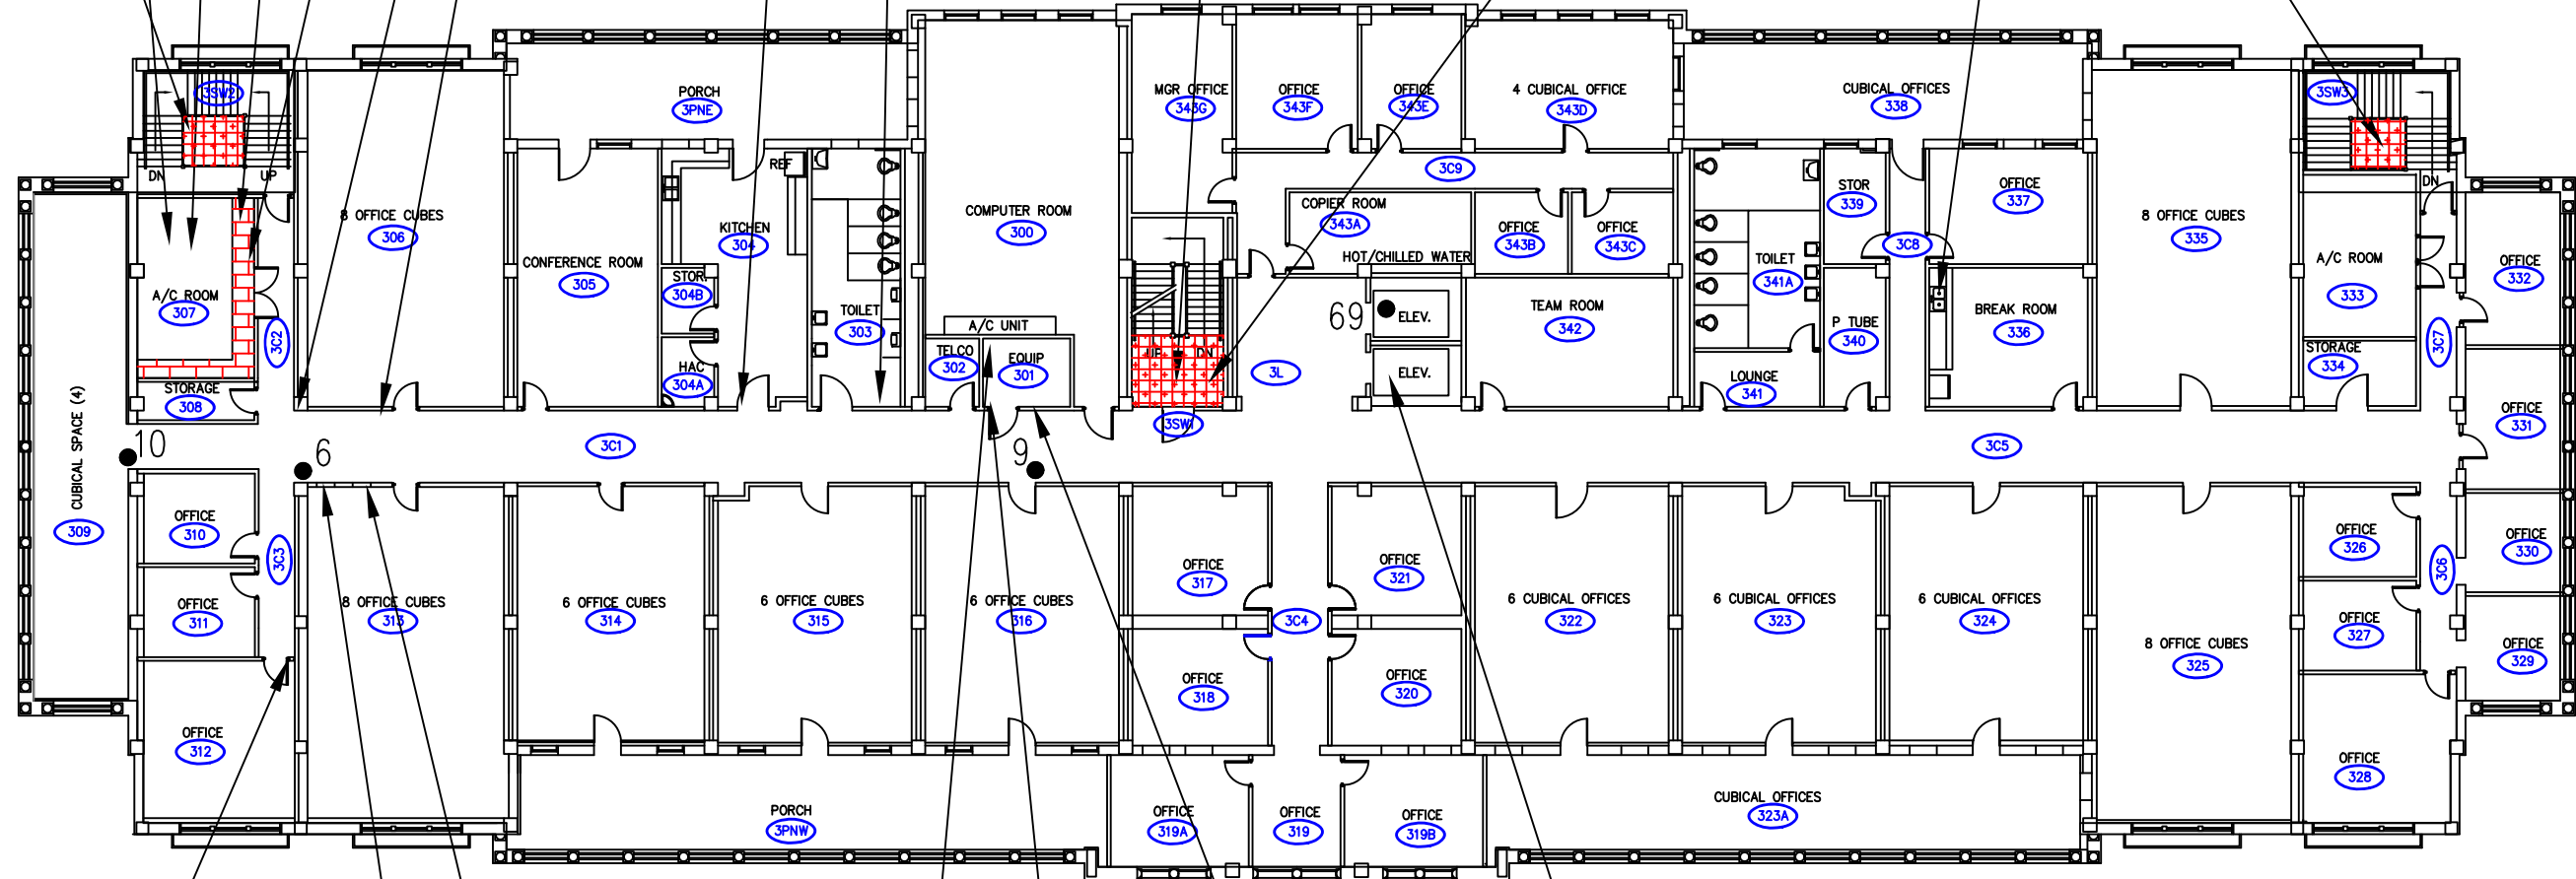 3SW2
DN
UP
A/C ROOM
307
3C2
STORAGE
308
CUBICAL SPACE (4)
309
10
6
OFFICE
310
3C3
OFFICE
311
OFFICE
312
8 OFFICE CUBES
306
PORCH
3PNE
CONFERENCE ROOM
305
REF
KITCHEN
304
STOR.
304B
HAC
304A
TOILET
303
COMPUTER ROOM
300
A/C UNIT
TELCO
302
EQUIP
301
3C1
9
8 OFFICE CUBES
313
6 OFFICE CUBES
314
6 OFFICE CUBES
315
6 OFFICE CUBES
316
PORCH
3PNW
MGR OFFICE
343G
OFFICE
343F
OFFICE
343E
4 CUBICAL OFFICE
343D
3C9
COPIER ROOM
343A
OFFICE
343B
OFFICE
343C
HOT/CHILLED WATER
UP
DN
3SW1
3L
69
ELEV.
ELEV.
TEAM ROOM
342
OFFICE
317
OFFICE
318
3C4
OFFICE
321
OFFICE
320
OFFICE
319A
OFFICE
319
OFFICE
319B
CUBICAL OFFICES
338
TOILET
341A
LOUNGE
341
STOR
339
P TUBE
340
3C8
OFFICE
337
BREAK ROOM
336
3C5
6 CUBICAL OFFICES
322
6 CUBICAL OFFICES
323
6 CUBICAL OFFICES
324
CUBICAL OFFICES
323A
8 OFFICE CUBES
335
8 OFFICE CUBES
325
3SW3
DN
A/C ROOM
333
STORAGE
334
3C7
OFFICE
332
OFFICE
331
OFFICE
330
OFFICE
329
3C6
OFFICE
326
OFFICE
327
OFFICE
328